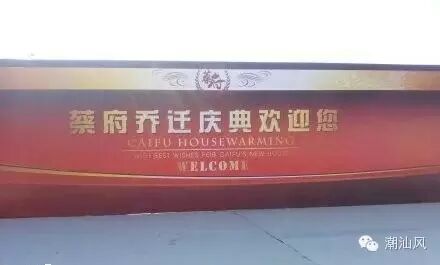 蔡府乔迁庆典欢迎您
CAIFU HOUSEWARMING
WITH BEST WISHES FOR CAIFU'S NEW HOUSE
WELCOME
潮汕风